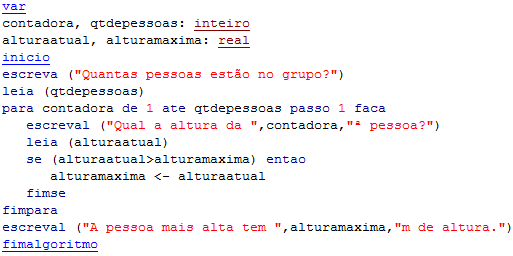 var
contadora, qtdepessoas: inteiro
alturaatual, alturamaxima: real
inicio
escreva ("Quantas pessoas estão no grupo?")
leia (qtdepessoas)
para contadora de 1 ate qtdepessoas passo 1 faca
   escreval ("Qual a altura da ",contadora,"ª pessoa?")
   leia (alturaatual)
   se (alturaatual>alturamaxima) entao
      alturamaxima <- alturaatual
   fimse
fimpara
escreval ("A pessoa mais alta tem ",alturamaxima,"m de altura.")
fimalgoritmo